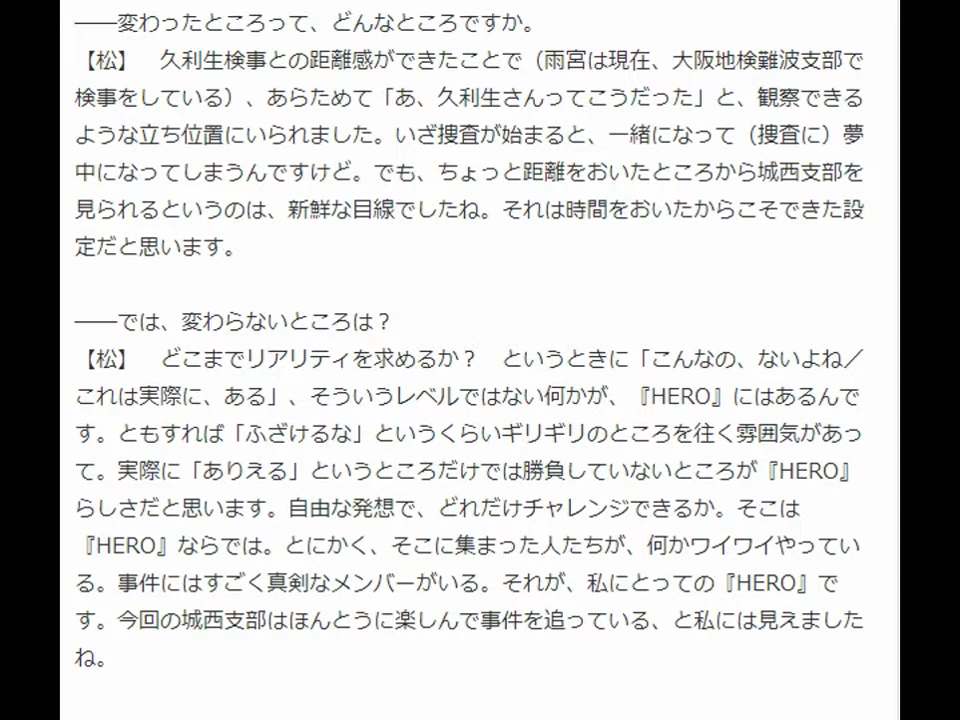 ――変わったところって、どんなところですか。
【松】　久利生検事との距離感ができたことで（雨宮は現在、大阪地検難波支部で
検事をしている）、あらためて「あ、久利生さんってこうだった」と、観察できる
ような立ち位置にいられました。いざ捜査が始まると、一緒になって（捜査に）夢
中になってしまうんですけど。でも、ちょっと距離をおいたところから城西支部を
見られるというのは、新鮮な目線でしたね。それは時間をおいたからこそできた設
定だと思います。
――では、変わらないところは？
【松】　どこまでリアリティを求めるか？　というときに「こんなの、ないよね／
これは実際に、ある」、そういうレベルではない何かが、『HERO』にはあるんで
す。ともすれば「ふざけるな」というくらいギリギリのところを往く雰囲気があっ
て。実際に「ありえる」というところだけでは勝負していないところが『HERO』
らしさだと思います。自由な発想で、どれだけチャレンジできるか。そこは
『HERO』ならでは。とにかく、そこに集まった人たちが、何かワイワイやってい
る。事件にはすごく真剣なメンバーがいる。それが、私にとっての『HERO』で
す。今回の城西支部はほんとうに楽しんで事件を追っている、と私には見えました
ね。